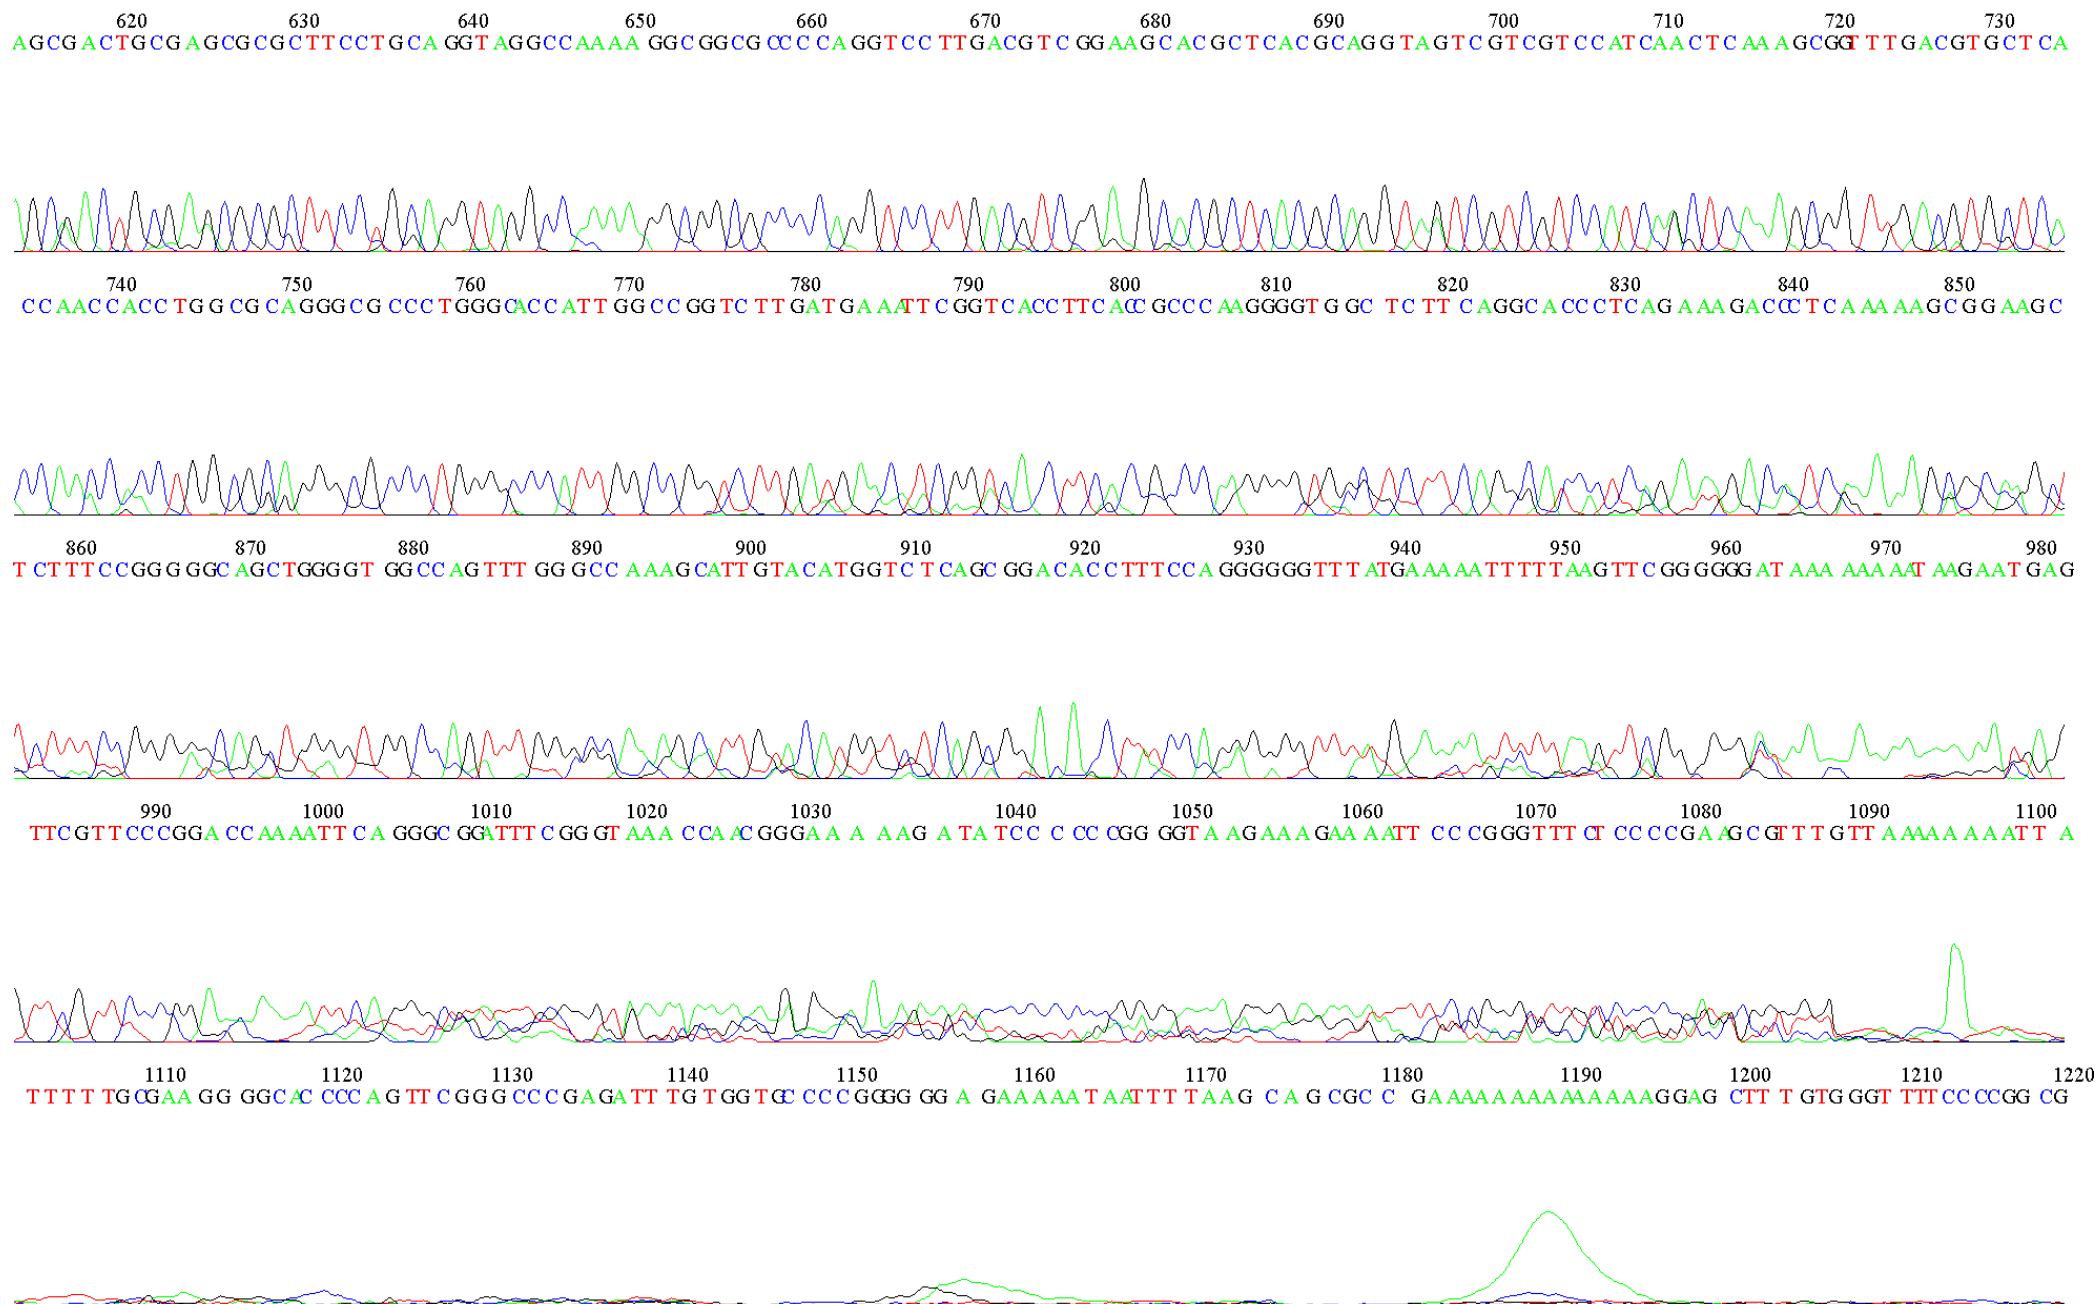 620 630 640 650 660 670 680 690 700 710 720 730
AGCGACTGCGAGCGCGCTTCCTGCAGGTAGGCCAAAAGGCGGCGCCCCAGGTCCTTGACGTCGGAAGCACGCTCACGCAGGTAGTCGTCGTCCATCAACTCAAAGCGGTTTGACGTGCTCA
740 750 760 770 780 790 800 810 820 830 840 850
CCAACCACCTGGCGCAGGGCGCCCTGGGCACCATTGGCCGGTCTTGATGAAATTCGGTCACCTTCACCGCCCAAGGGGTGGCTCTTCAGGCACCCTCAGAAAGACCCTCAAAAAGCGGAAGC
860 870 880 890 900 910 920 930 940 950 960 970 980
TCTTTCCGGGGGCAGCTGGGGTGGCCAGTTTGGGCCAAAGCATTGTACATGGTCTCAGCGGACACCTTTCCAGGGGGGTTTATGAAAAATTTTTAAGTTCGGGGGGATAAAAAAAATAAGAATGAG
990 1000 1010 1020 1030 1040 1050 1060 1070 1080 1090 1100
TTCGTTCCCGGACCAAAATTCAGGGCGGATTTCGGGTAAACCAACGGGAAAAAGATATCCCCCCGGGGTAAGAAAGAAAATTCCCGGGTTTCTCCCCGAAGCGTTTGTTAAAAAAAATTA
1110 1120 1130 1140 1150 1160 1170 1180 1190 1200 1210 1220
TTTTTGCGAAGGGGCACCCCAGTTCGGGCCCGAGATTTGTGGTGCCCCGGGGGGAGAAAAATAATTTTAAGCAGCGCCGAAAAAAAAAAAAAGGAGCTTTGTGGGTTTTCCCCGGCG